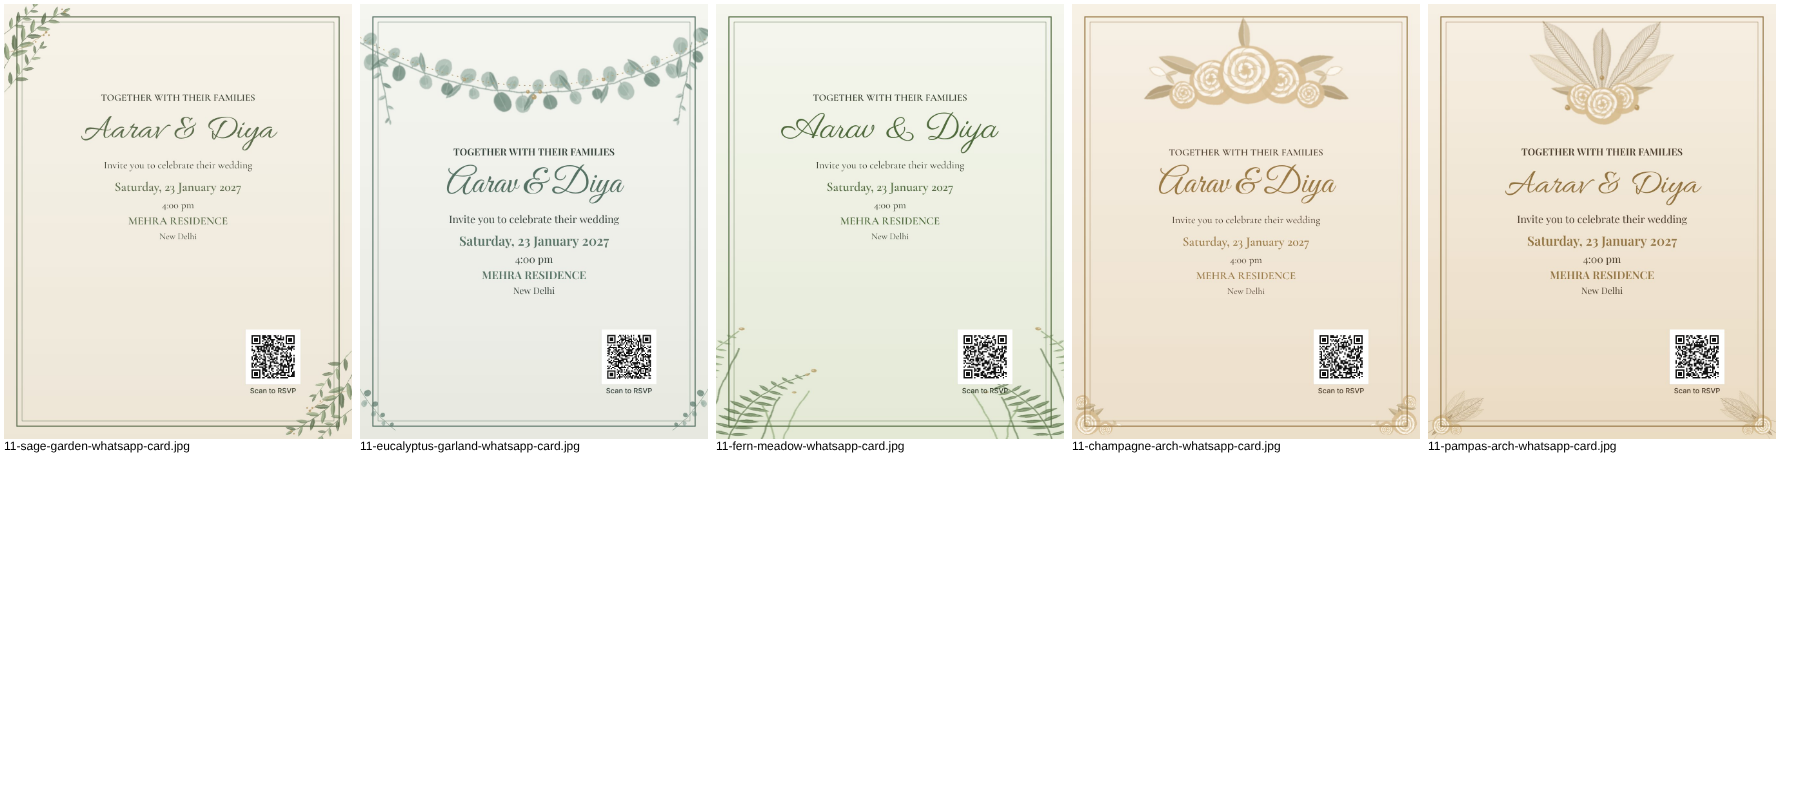 TOGETHER WITH THEIR FAMILIES
Aarav & Diya
Invite you to celebrate their wedding
Saturday, 23 January 2027
4:00 pm
MEHRA RESIDENCE
New Delhi
Scan to RSVP
11-sage-garden-whatsapp-card.jpg
TOGETHER WITH THEIR FAMILIES
Aarav & Diya
Invite you to celebrate their wedding
Saturday, 23 January 2027
4:00 pm
MEHRA RESIDENCE
New Delhi
Scan to RSVP
11-eucalyptus-garland-whatsapp-card.jpg
TOGETHER WITH THEIR FAMILIES
Aarav & Diya
Invite you to celebrate their wedding
Saturday, 23 January 2027
4:00 pm
MEHRA RESIDENCE
New Delhi
Scan to RSVP
11-fern-meadow-whatsapp-card.jpg
TOGETHER WITH THEIR FAMILIES
Aarav & Diya
Invite you to celebrate their wedding
Saturday, 23 January 2027
4:00 pm
MEHRA RESIDENCE
New Delhi
Scan to RSVP
11-champagne-arch-whatsapp-card.jpg
TOGETHER WITH THEIR FAMILIES
Aarav & Diya
Invite you to celebrate their wedding
Saturday, 23 January 2027
4:00 pm
MEHRA RESIDENCE
New Delhi
Scan to RSVP
11-pampas-arch-whatsapp-card.jpg